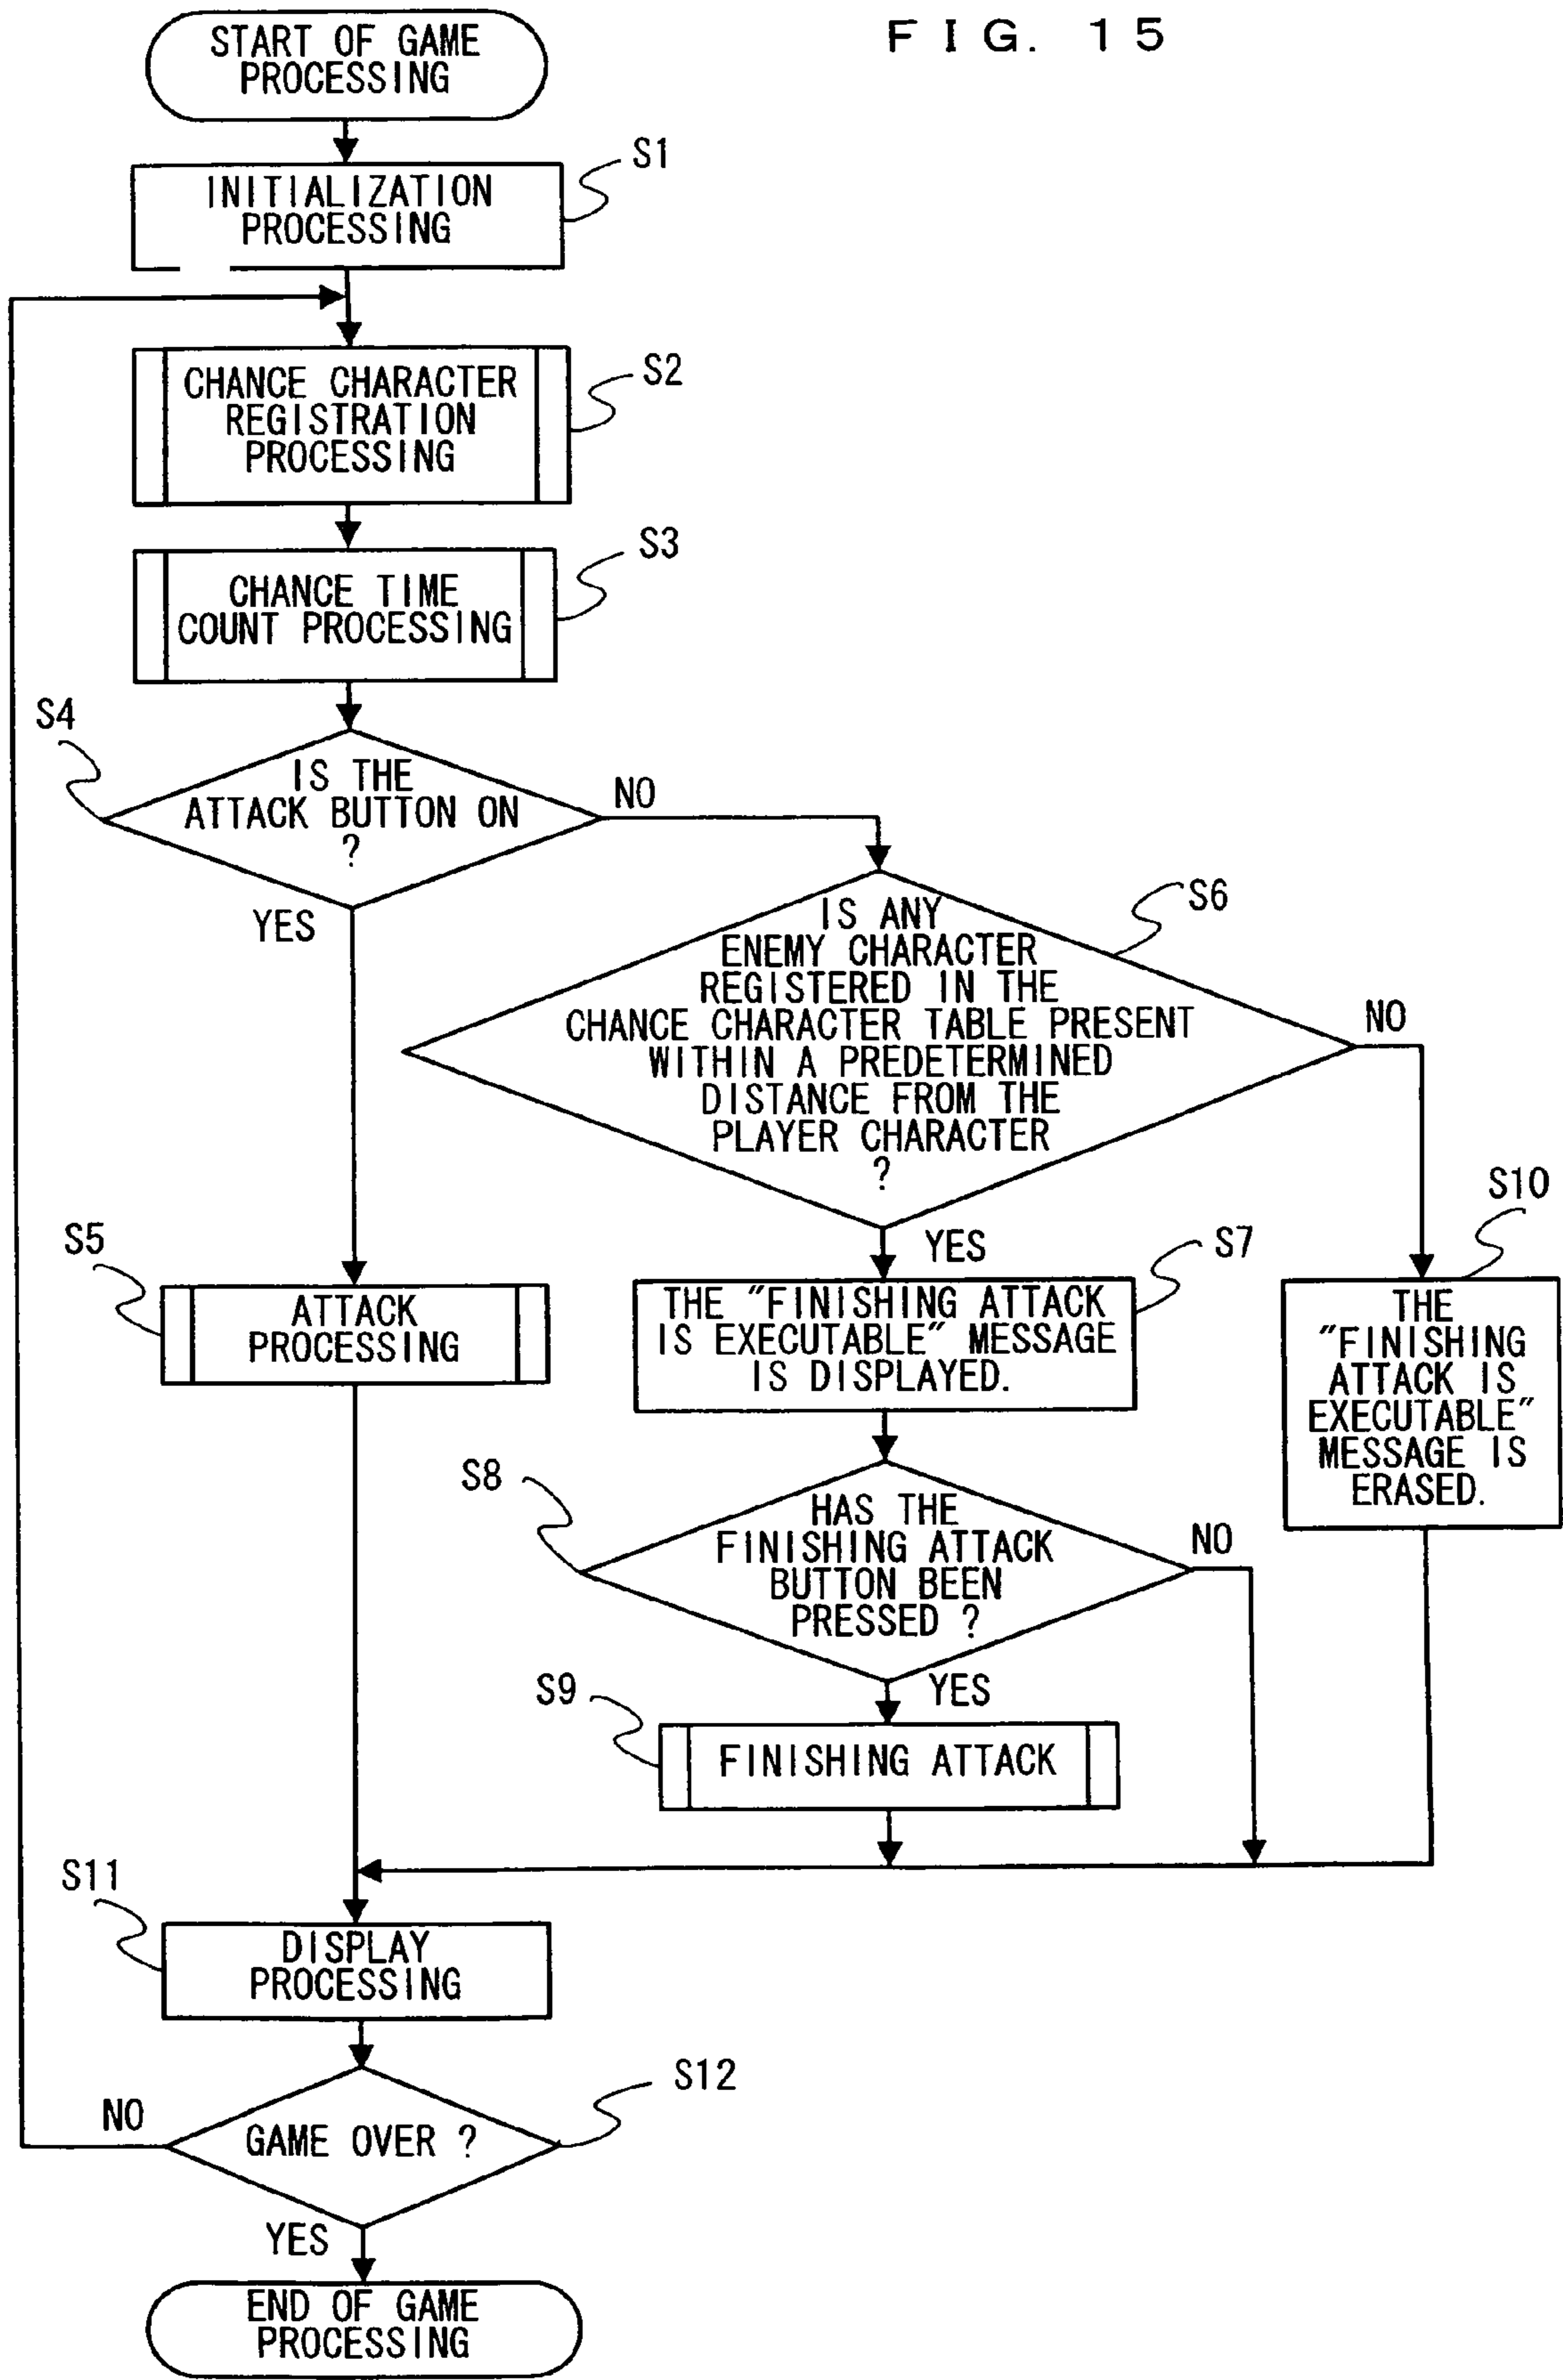 FIG. 15
START OF GAME
PROCESSING
S1
INITIALIZATION
PROCESSING
S2
CHANCE CHARACTER
REGISTRATION
PROCESSING
S3
CHANCE TIME
COUNT PROCESSING
S4
IS THE
ATTACK BUTTON ON
?
NO
YES
S6
IS ANY
ENEMY CHARACTER
REGISTERED IN THE
CHANCE CHARACTER TABLE PRESENT
WITHIN A PREDETERMINED
DISTANCE FROM THE
PLAYER CHARACTER
?
NO
YES
S5
ATTACK
PROCESSING
S7
THE "FINISHING ATTACK
IS EXECUTABLE" MESSAGE
IS DISPLAYED.
S10
THE
"FINISHING
ATTACK IS
EXECUTABLE"
MESSAGE IS
ERASED.
S8
HAS THE
FINISHING ATTACK
BUTTON BEEN
PRESSED ?
NO
YES
S9
FINISHING ATTACK
S11
DISPLAY
PROCESSING
S12
GAME OVER ?
NO
YES
END OF GAME
PROCESSING